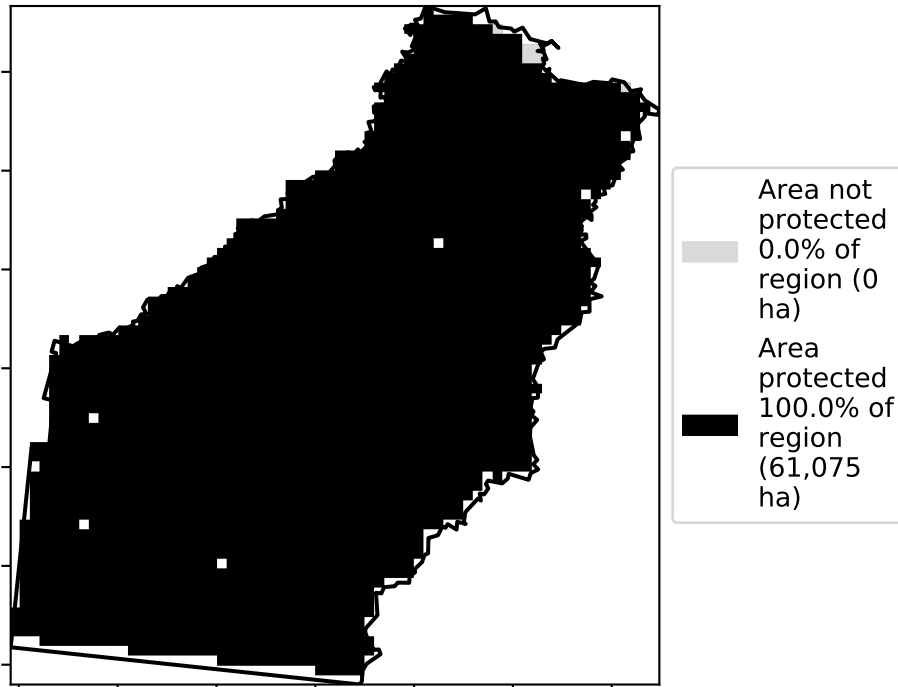 Area not
protected
0.0% of
region (0
ha)
Area
protected
100.0% of
region
(61,075
ha)